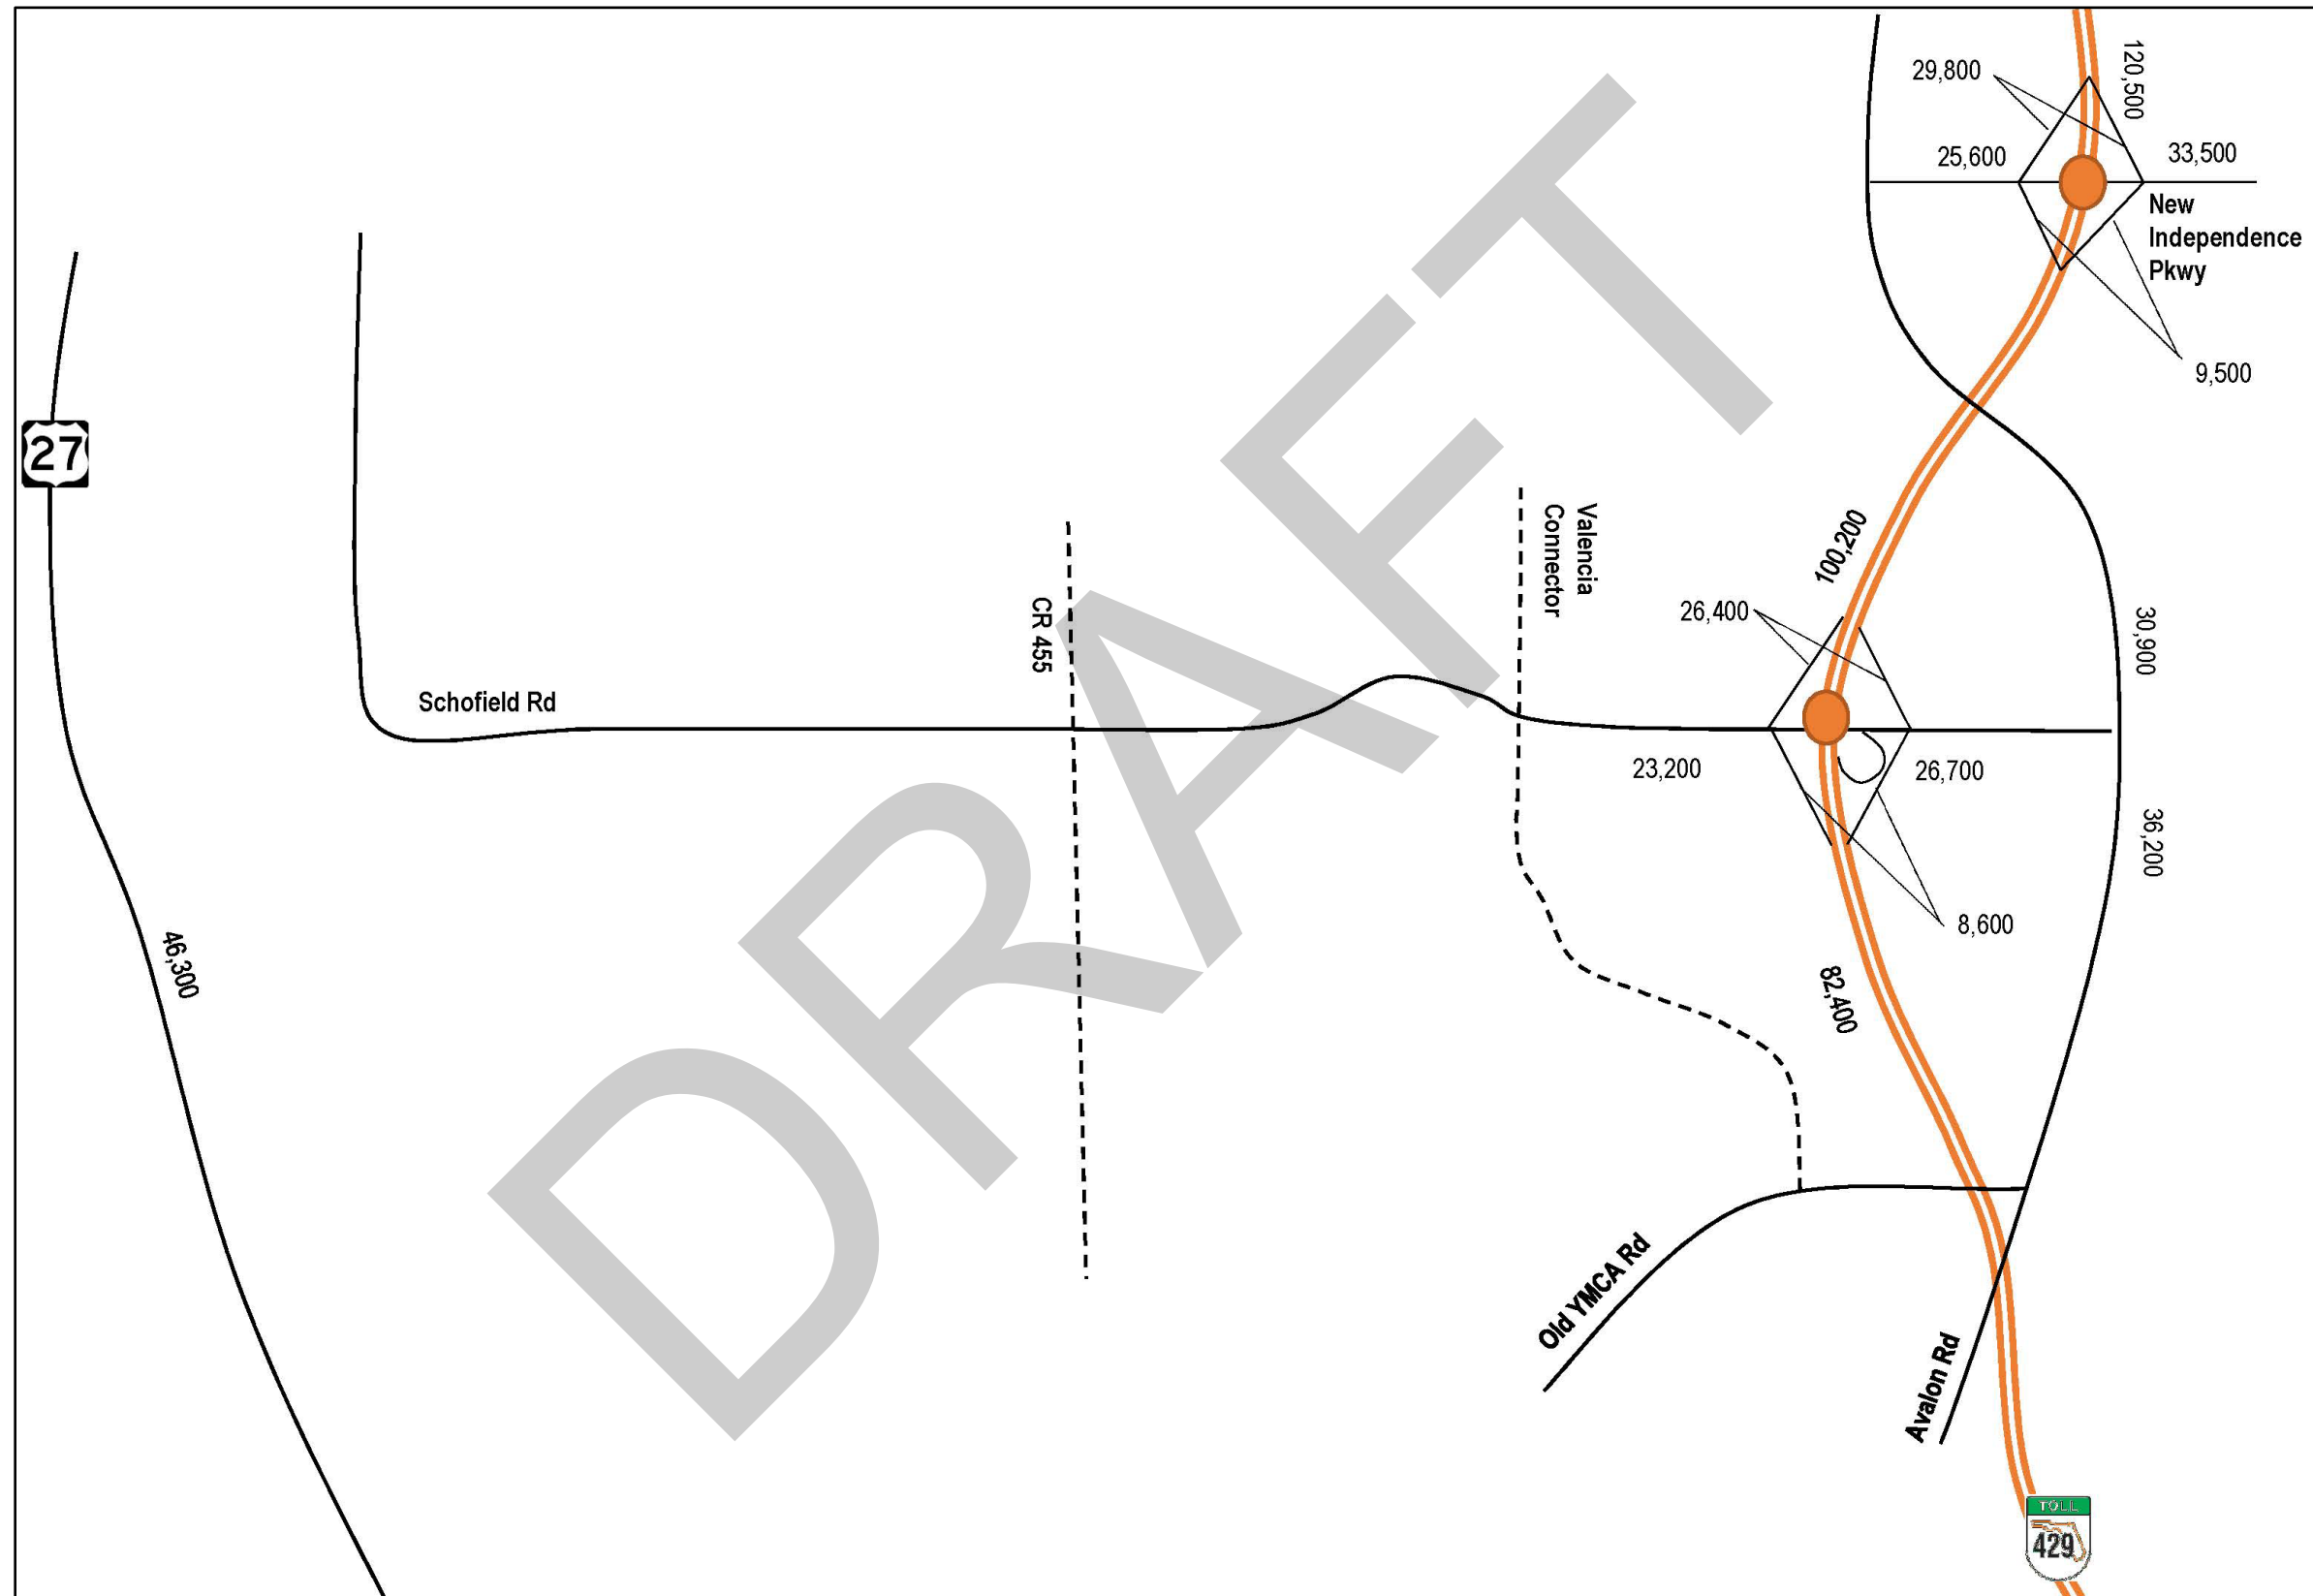 120,500
29,800
25,600
33,500
New
Independence
Pkwy
9,500
27
Valencia
Connector
100,200
26,400
CR 455
30,900
Schofield Rd
23,200
26,700
36,200
8,600
46,300
82,400
Old YMCA Rd
Avalon Rd
TOLL
429
DRAFT